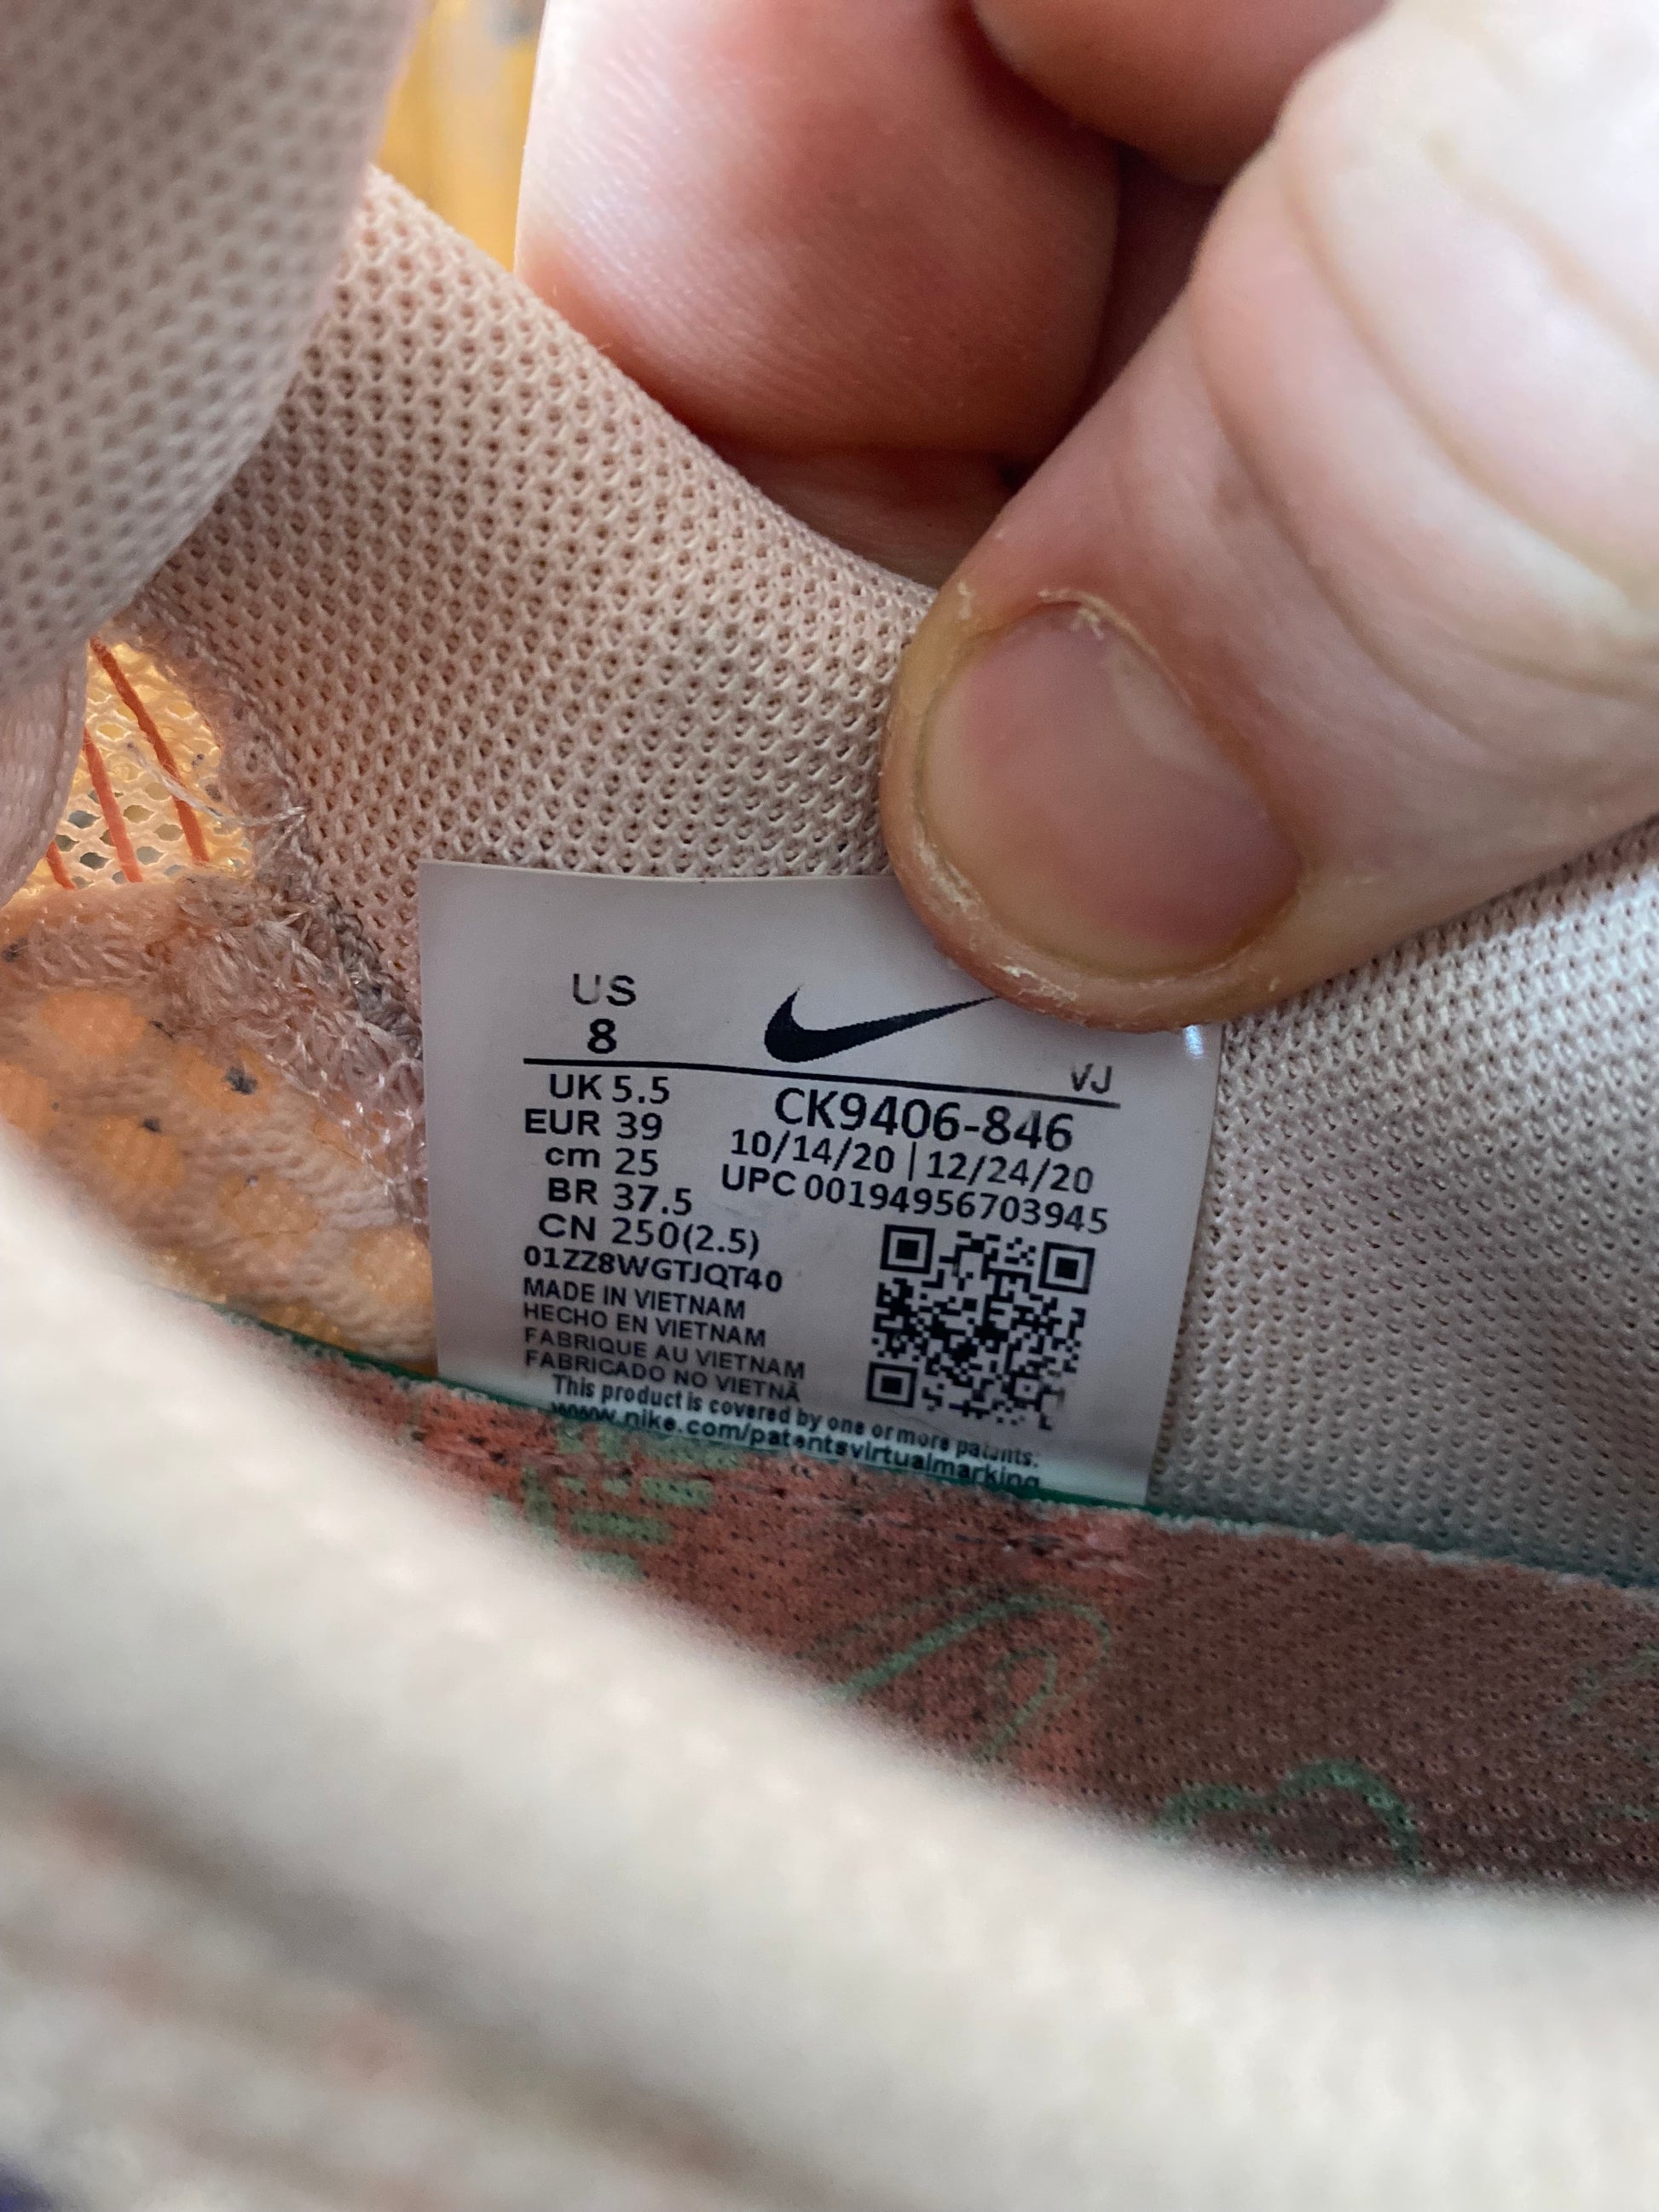 US
8
VJ
UK 5.5
EUR 39
cm 25
BR 37.5
CN 250(2.5)
CK9406-846
10/14/20 | 12/24/20
UPC 00194956703945
01ZZ8WGTJQT40
MADE IN VIETNAM
HECHO EN VIETNAM
FABRIQUE AU VIETNAM
FABRICADO NO VIETNÃ
This product is covered by one or more patents.
www.nike.com/patentsvirtualmarking